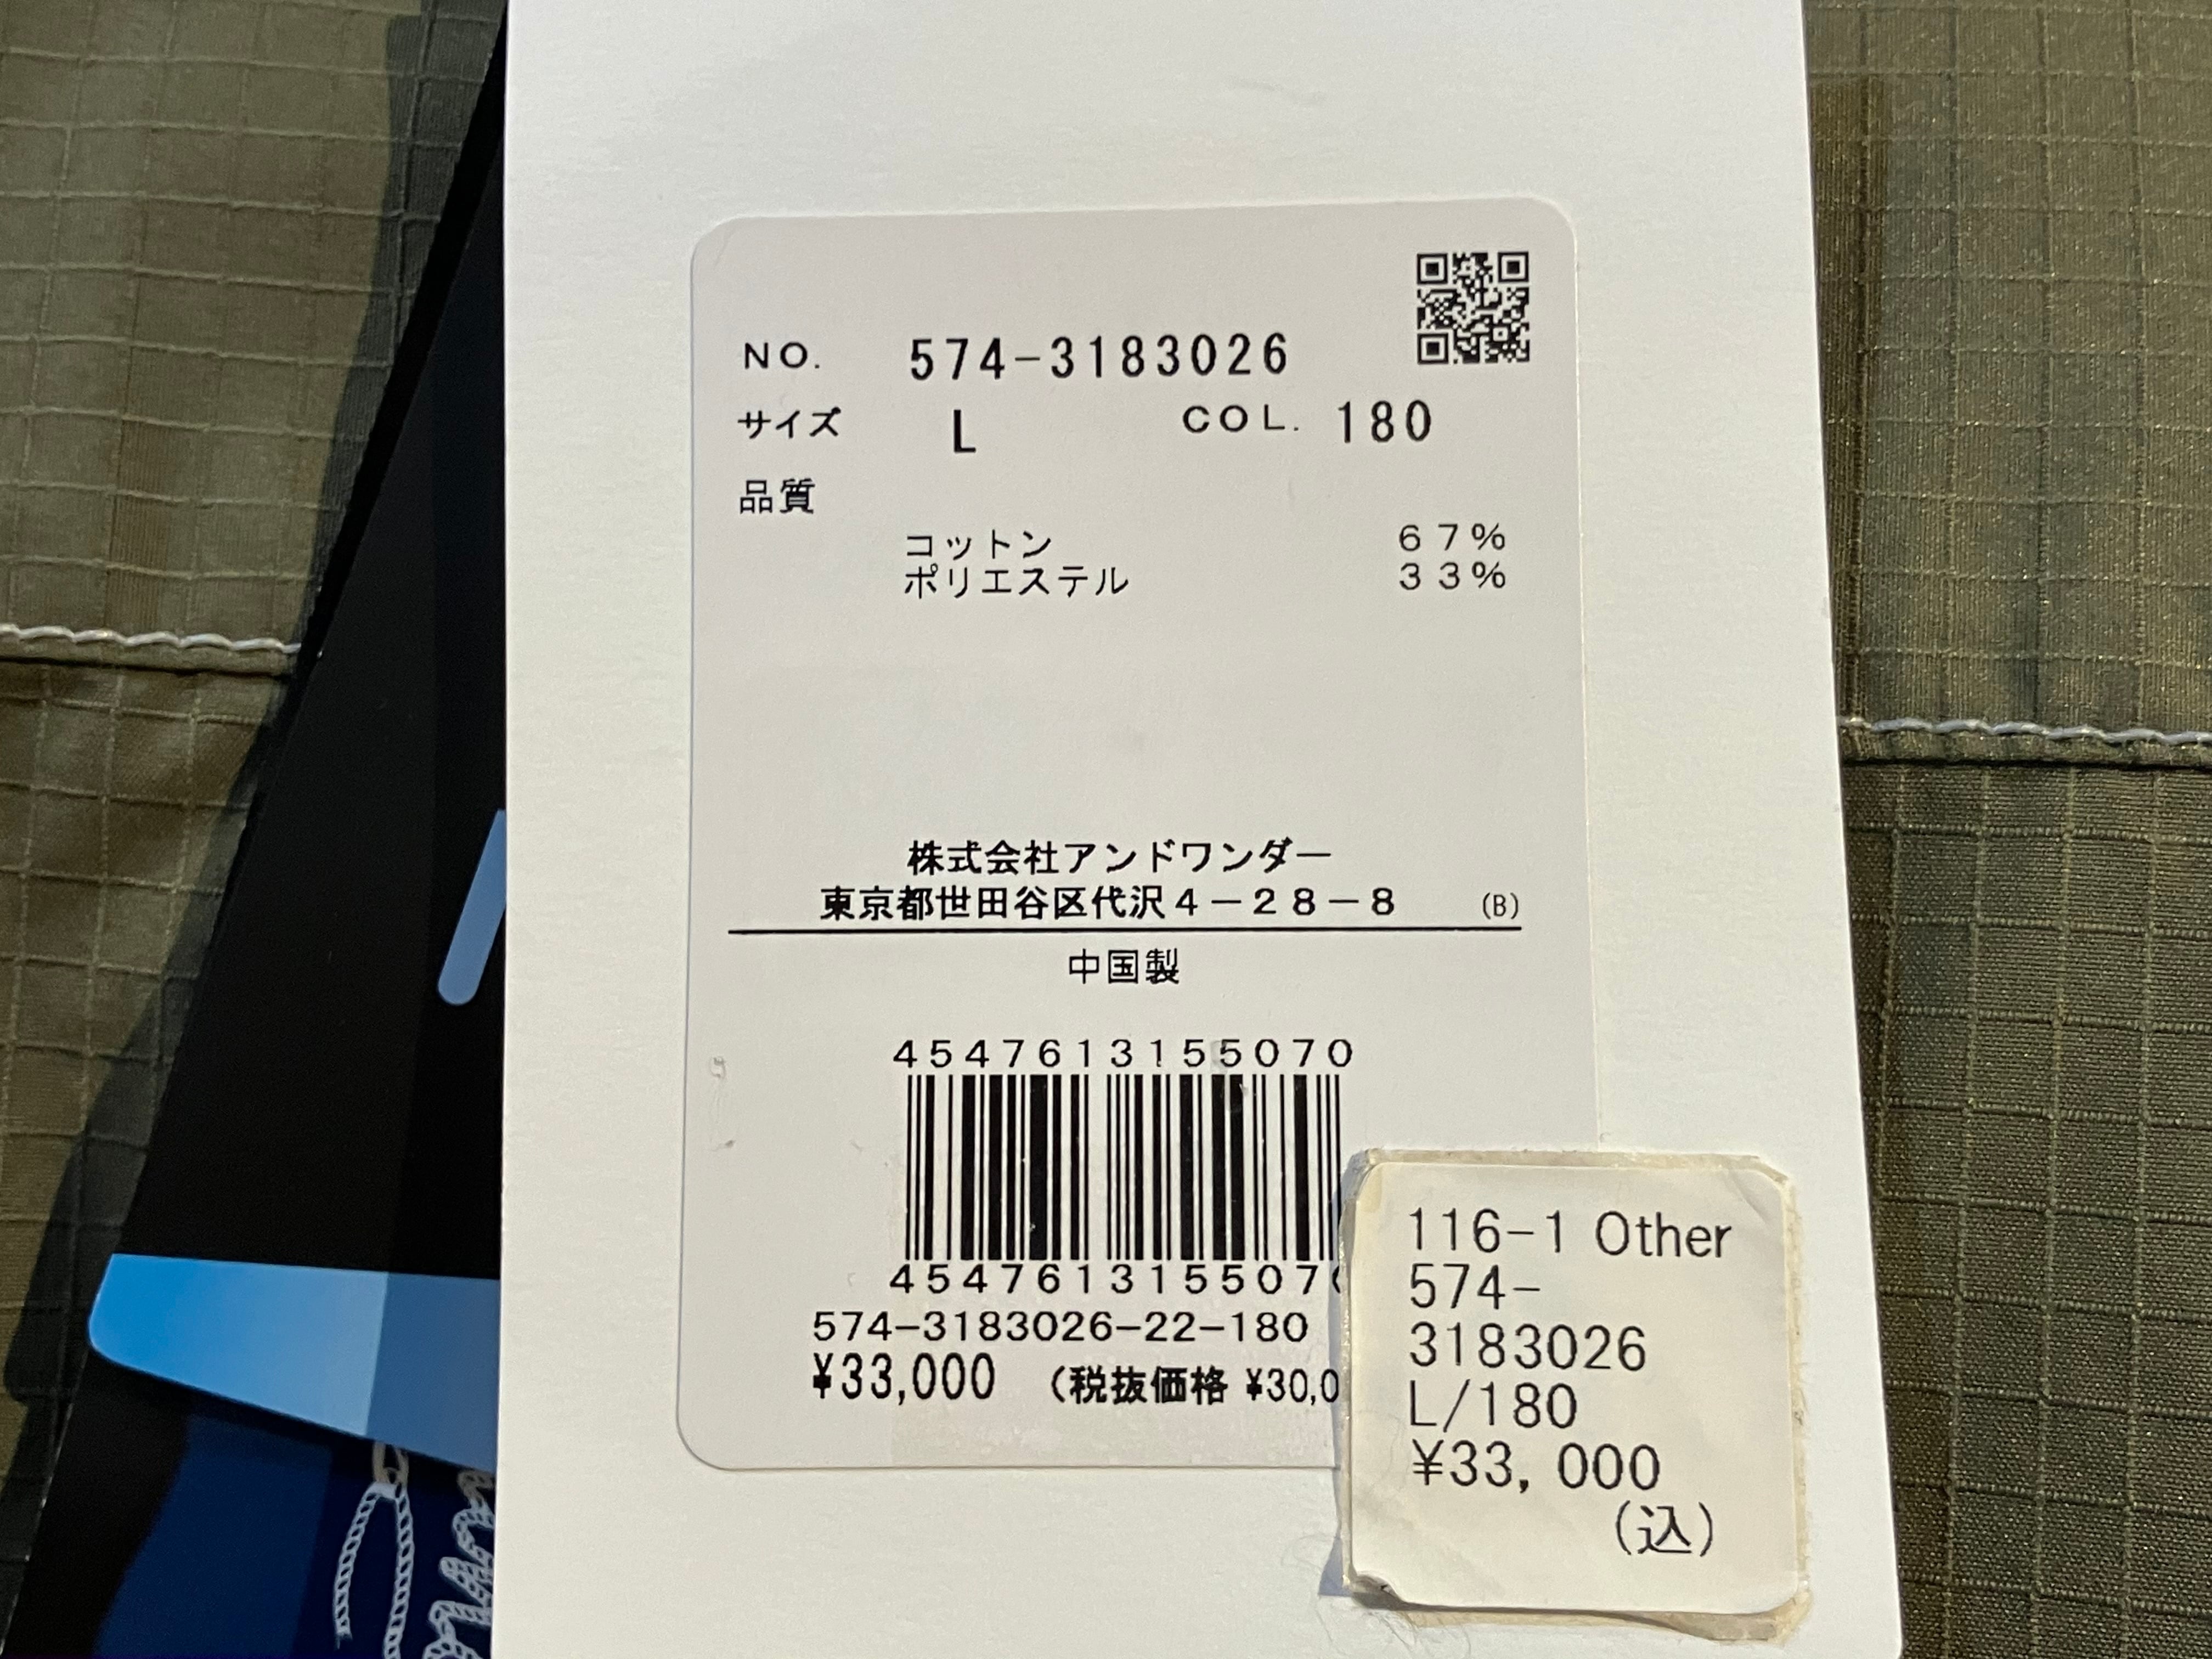 NO. 574-3183026
サイズ L COL. 180
品質
コットン 67%
ポリエステル 33%
株式会社アンドワンダー
東京都世田谷区代沢4-28-8 (B)
中国製
4547613155070
454761315507
574-3183026-22-180
¥33,000 (税抜価格 ¥30,0
116-1 Other
574-
3183026
L/180
¥33,000
(込)